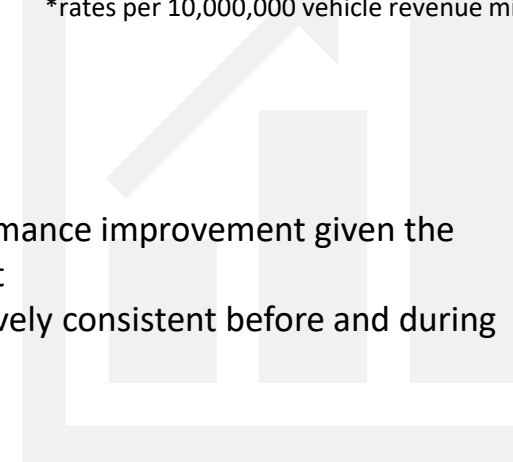 *rates per 10,000,000 vehicle revenue mi
mance improvement given the
t
vely consistent before and during